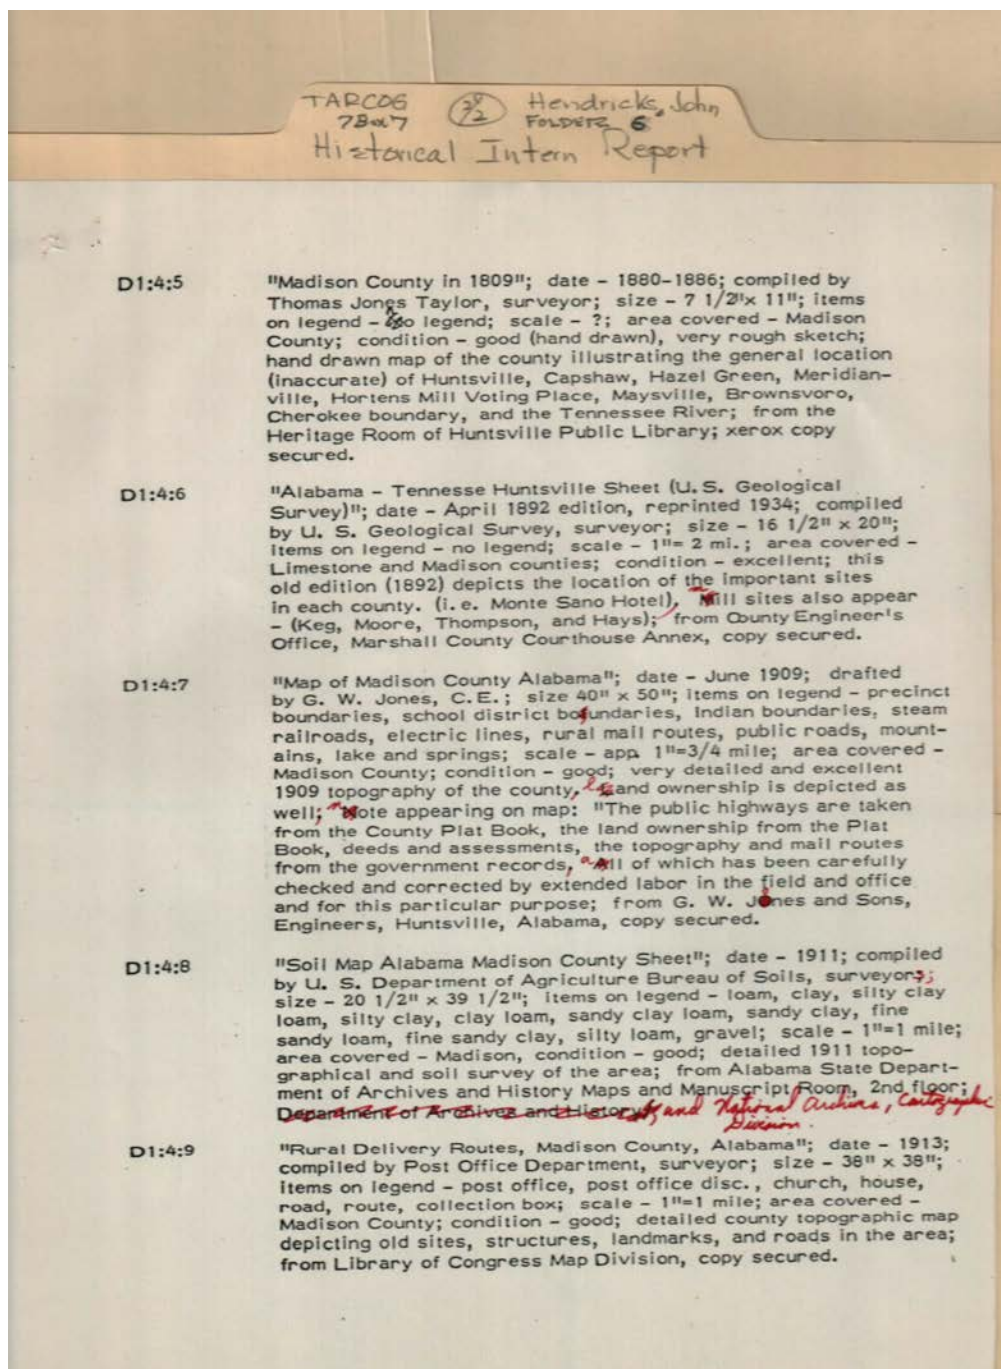 TARCOG
7Box7
Hendricks, John
FOLDER 6
Historical Intern Report
D1:4:5 "Madison County in 1809"; date - 1880-1886; compiled by
Thomas Jones Taylor, surveyor; size - 7 1/2"x 11"; items
on legend - no legend; scale - ?; area covered - Madison
County; condition - good (hand drawn), very rough sketch;
hand drawn map of the county illustrating the general location
(inaccurate) of Huntsville, Capshaw, Hazel Green, Meridian-
ville, Hortens Mill Voting Place, Maysville, Brownsvoro,
Cherokee boundary, and the Tennessee River; from the
Heritage Room of Huntsville Public Library; xerox copy
secured.
D1:4:6 "Alabama - Tennesse Huntsville Sheet (U.S. Geological
Survey)"; date - April 1892 edition, reprinted 1934; compiled
by U. S. Geological Survey, surveyor; size - 16 1/2" x 20";
items on legend - no legend; scale - 1"= 2 mi.; area covered -
Limestone and Madison counties; condition - excellent; this
old edition (1892) depicts the location of the important sites
in each county. (i.e. Monte Sano Hotel), mill sites also appear
- (Keg, Moore, Thompson, and Hays); from County Engineer's
Office, Marshall County Courthouse Annex, copy secured.
D1:4:7 "Map of Madison County Alabama"; date - June 1909; drafted
by G. W. Jones, C.E.; size 40" x 50"; items on legend - precinct
boundaries, school district boundaries, Indian boundaries, steam
railroads, electric lines, rural mail routes, public roads, mount-
ains, lake and springs; scale - app. 1"=3/4 mile; area covered -
Madison County; condition - good; very detailed and excellent
1909 topography of the county, land ownership is depicted as
well; note appearing on map: "The public highways are taken
from the County Plat Book, the land ownership from the Plat
Book, deeds and assessments, the topography and mail routes
from the government records, all of which has been carefully
checked and corrected by extended labor in the field and office
and for this particular purpose; from G. W. Jones and Sons,
Engineers, Huntsville, Alabama, copy secured.
D1:4:8 "Soil Map Alabama Madison County Sheet"; date - 1911; compiled
by U. S. Department of Agriculture Bureau of Soils, surveyors;
size - 20 1/2" x 39 1/2"; items on legend - loam, clay, silty clay
loam, silty clay, clay loam, sandy clay loam, sandy clay, fine
sandy loam, fine sandy clay, silty loam, gravel; scale - 1"=1 mile;
area covered - Madison, condition - good; detailed 1911 topo-
graphical and soil survey of the area; from Alabama State Depart-
ment of Archives and History Maps and Manuscript Room, 2nd floor;
Department of Archives and History, and National Archives, Cartographic
Division.
D1:4:9 "Rural Delivery Routes, Madison County, Alabama"; date - 1913;
compiled by Post Office Department, surveyor; size - 38" x 38";
items on legend - post office, post office disc., church, house,
road, route, collection box; scale - 1"=1 mile; area covered -
Madison County; condition - good; detailed county topographic map
depicting old sites, structures, landmarks, and roads in the area;
from Library of Congress Map Division, copy secured.